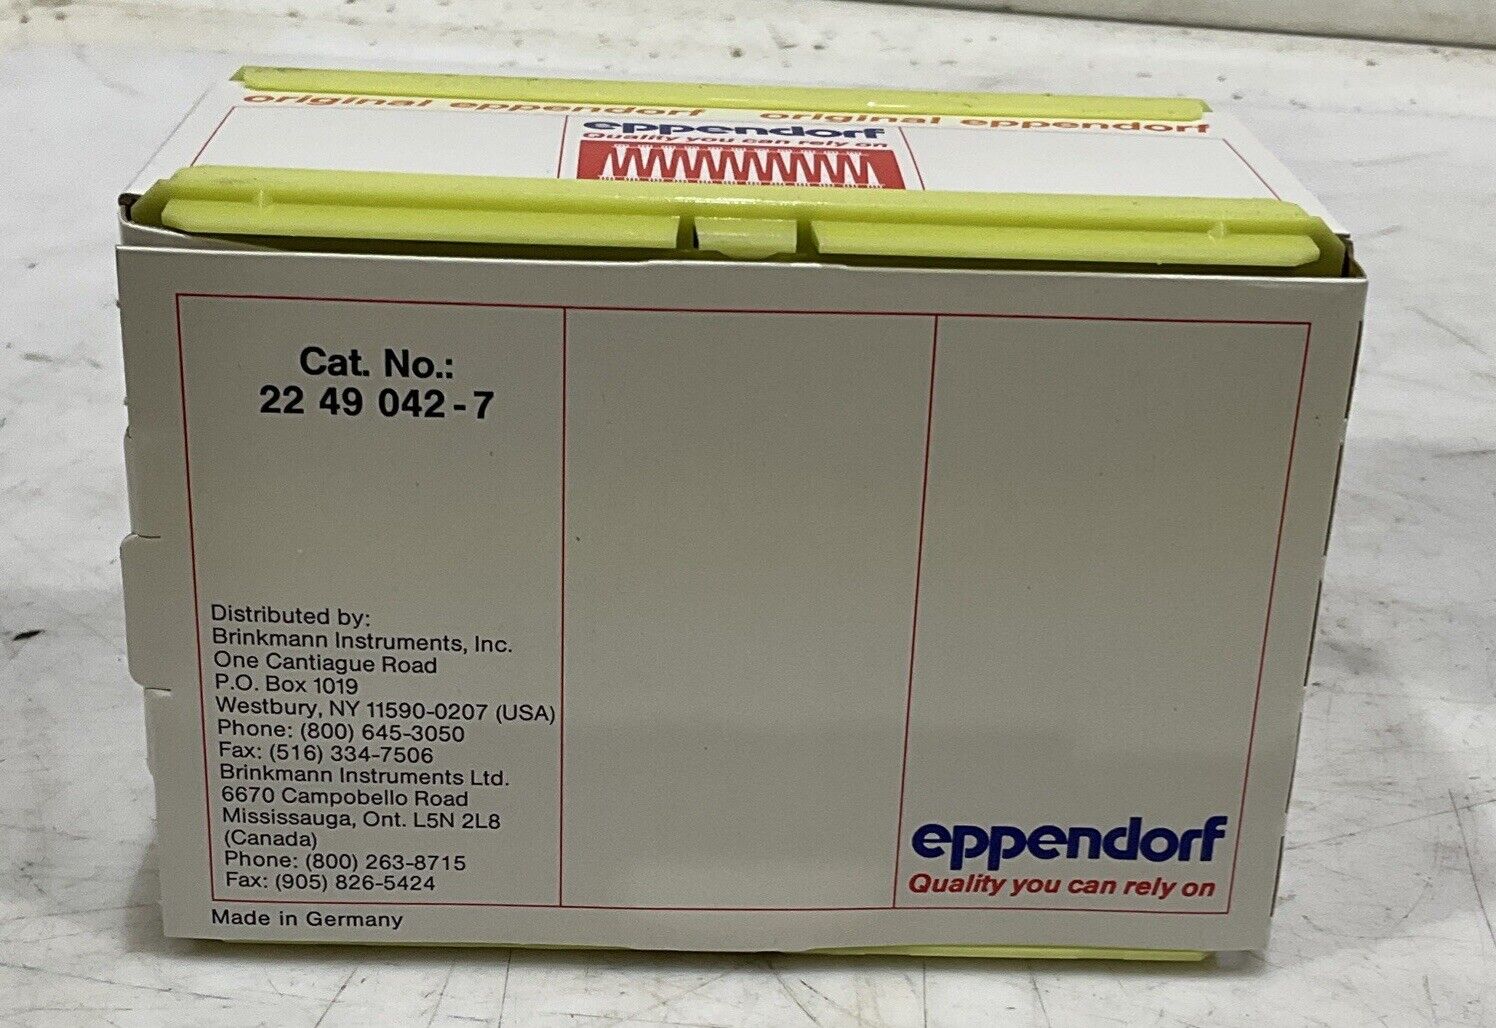 original eppendorf original eppendorf
eppendorf
Quality you can rely on
Cat. No.:
22 49 042-7
Distributed by:
Brinkmann Instruments, Inc.
One Cantiague Road
P.O. Box 1019
Westbury, NY 11590-0207 (USA)
Phone: (800) 645-3050
Fax: (516) 334-7506
Brinkmann Instruments Ltd.
6670 Campobello Road
Mississauga, Ont. L5N 2L8
(Canada)
Phone: (800) 263-8715
Fax: (905) 826-5424
Made in Germany
eppendorf
Quality you can rely on